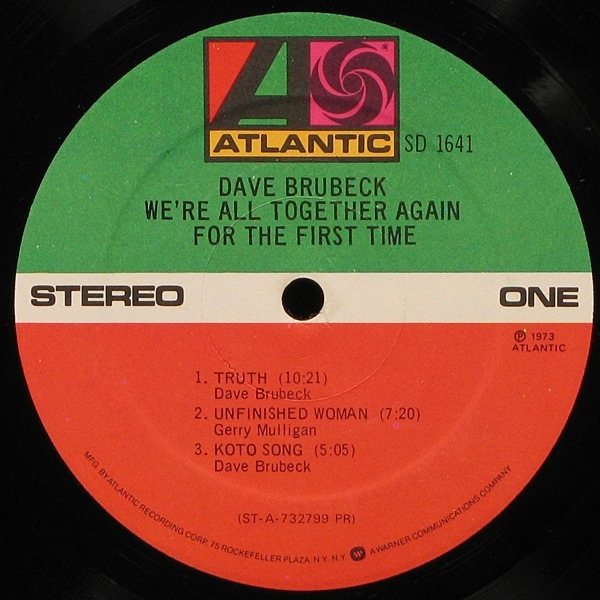 ATLANTIC SD 1641
DAVE BRUBECK
WE'RE ALL TOGETHER AGAIN
FOR THE FIRST TIME
STEREO ONE
Ⓟ 1973
ATLANTIC
1. TRUTH (10:21)
Dave Brubeck
2. UNFINISHED WOMAN (7:20)
Gerry Mulligan
3. KOTO SONG (5:05)
Dave Brubeck
(ST-A-732799 PR)
MFG. BY ATLANTIC RECORDING CORP. 75 ROCKEFELLER PLAZA, N.Y. N.Y. A WARNER COMMUNICATIONS COMPANY